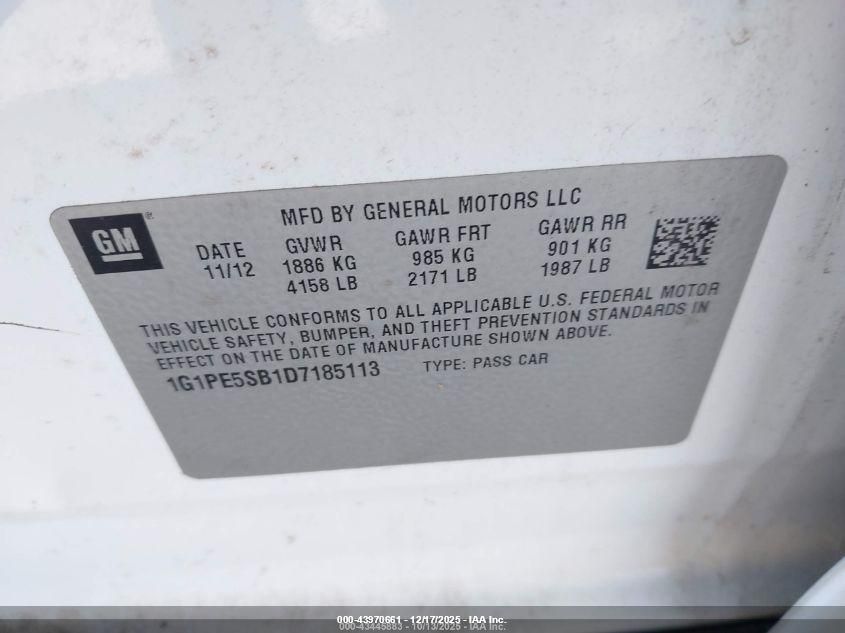 GM®
MFD BY GENERAL MOTORS LLC
DATE GVWR GAWR FRT GAWR RR
11/12 1886 KG 985 KG 901 KG
4158 LB 2171 LB 1987 LB
THIS VEHICLE CONFORMS TO ALL APPLICABLE U.S. FEDERAL MOTOR
VEHICLE SAFETY, BUMPER, AND THEFT PREVENTION STANDARDS IN
EFFECT ON THE DATE OF MANUFACTURE SHOWN ABOVE.
1G1PE5SB1D7185113 TYPE: PASS CAR
000-43970661 - 12/17/2025 - IAA Inc.
000-43445883 - 10/13/2025 - IAA Inc.